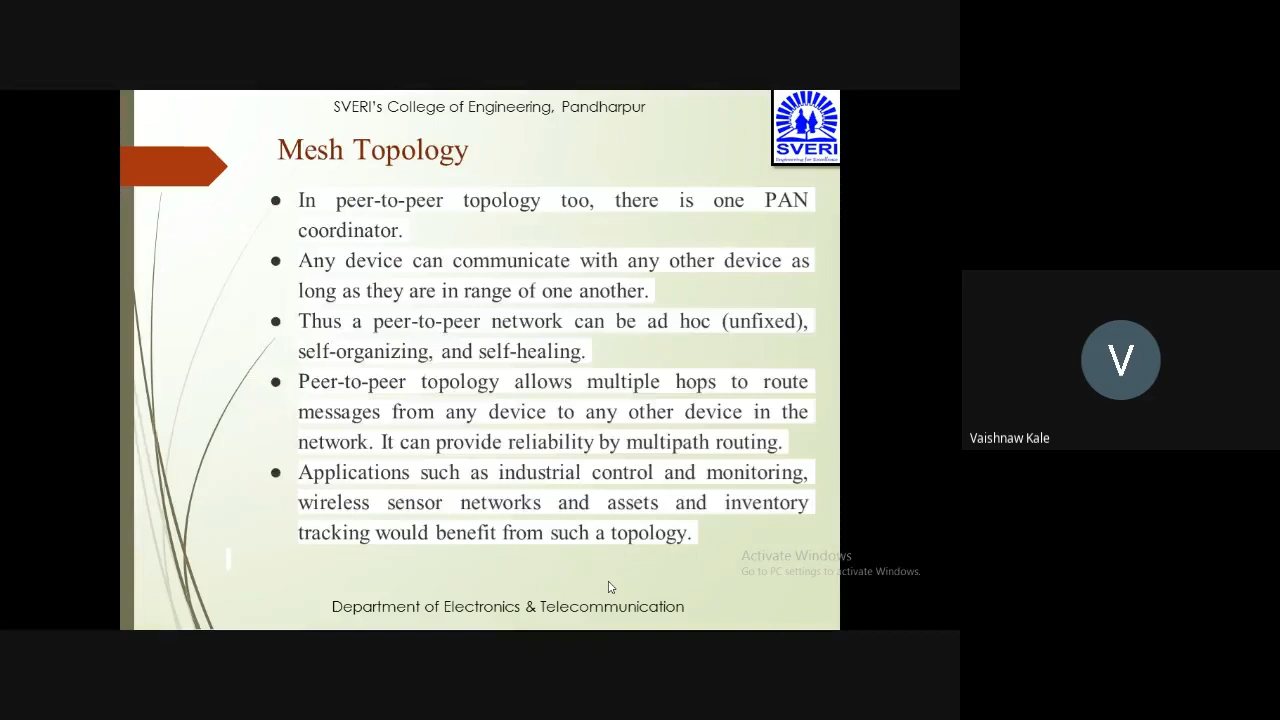 SVERI's College of Engineering, Pandharpur
SVERI
Engineering for Excellence
Mesh Topology
● In peer-to-peer topology too, there is one PAN
coordinator.
● Any device can communicate with any other device as
long as they are in range of one another.
● Thus a peer-to-peer network can be ad hoc (unfixed),
self-organizing, and self-healing.
● Peer-to-peer topology allows multiple hops to route
messages from any device to any other device in the
network. It can provide reliability by multipath routing.
● Applications such as industrial control and monitoring,
wireless sensor networks and assets and inventory
tracking would benefit from such a topology.
Activate Windows
Go to PC settings to activate Windows.
Department of Electronics & Telecommunication
V
Vaishnaw Kale